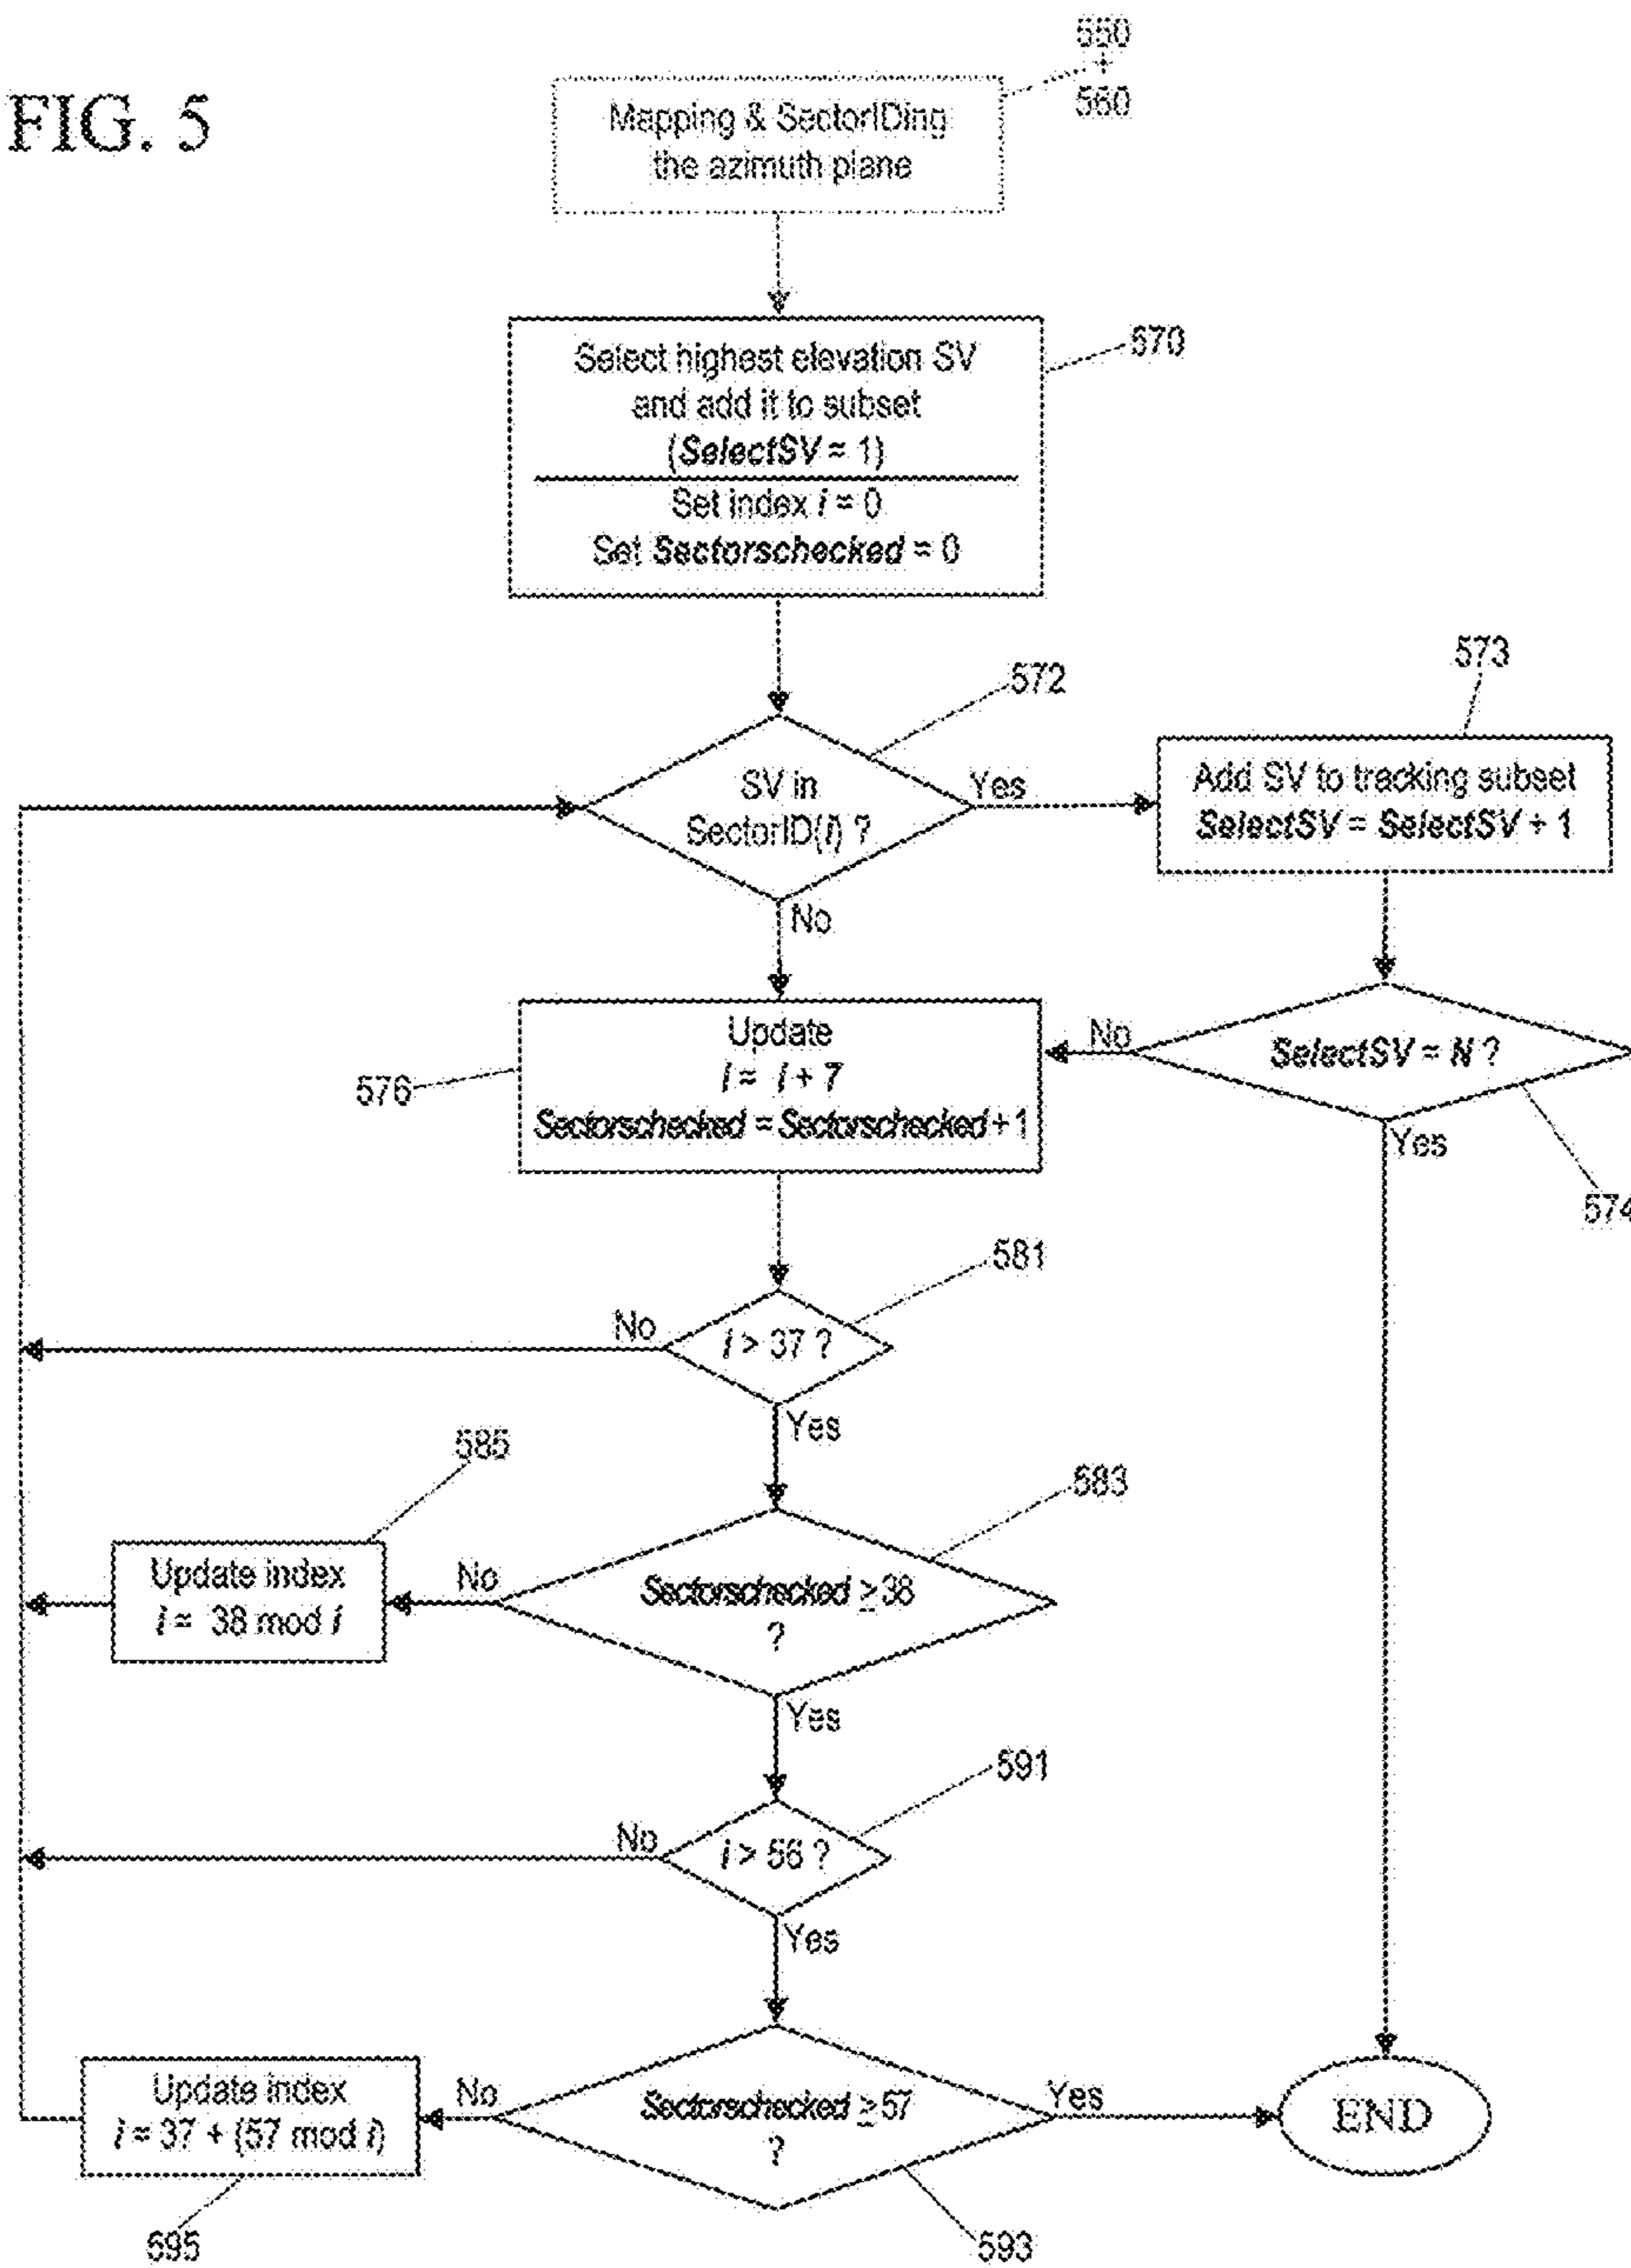 FIG. 5
550
+
560
Mapping & SectorIDing
the azimuth plane
570
Select highest elevation SV
and add it to subset
(SelectSV = 1)
Set index i = 0
Set Sectorschecked = 0
572
573
SV in
SectorID(i) ?
Yes
No
Add SV to tracking subset
SelectSV = SelectSV + 1
576
Update
i = i + 7
Sectorschecked = Sectorschecked+1
No
SelectSV = N ?
Yes
574
581
No
i > 37 ?
Yes
585
583
Update index
i = 38 mod i
No
Sectorschecked ≥38
?
Yes
591
No
i > 56 ?
Yes
Update index
i = 37 + (57 mod i)
No
Sectorschecked ≥57
?
Yes
END
595
593